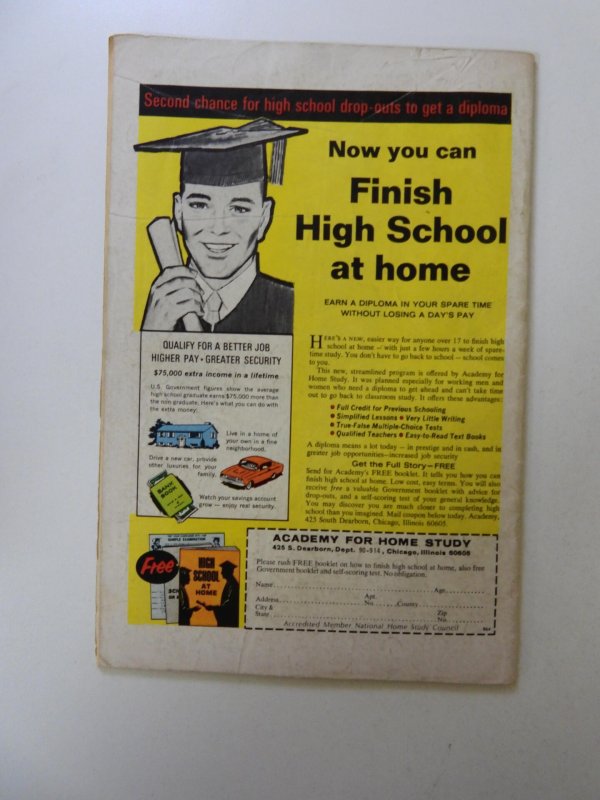 Second chance for high school drop-outs to get a diploma
Now you can
Finish
High School
at home
EARN A DIPLOMA IN YOUR SPARE TIME
WITHOUT LOSING A DAY'S PAY
HERE'S A NEW, easier way for anyone over 17 to finish high
school at home — with just a few hours a week of spare-
time study. You don't have to go back to school — school comes
to you.
This new, streamlined program is offered by Academy for
Home Study. It was planned especially for working men and
women who need a diploma to get ahead and can't take time
out to go back to classroom study. It offers these advantages:
• Full Credit for Previous Schooling
• Simplified Lessons • Very Little Writing
• True-False Multiple-Choice Tests
• Qualified Teachers • Easy-to-Read Text Books
A diploma means a lot today — in prestige and in cash, and in
greater job opportunities—increased job security
Get the Full Story—FREE
Send for Academy's FREE booklet. It tells you how you can
finish high school at home. Low cost, easy terms. You will also
receive free a valuable Government booklet with advice for
drop-outs, and a self-scoring test of your general knowledge.
You may discover you are much closer to completing high
school than you imagined. Mail coupon below today. Academy,
425 South Dearborn, Chicago, Illinois 60605.
QUALIFY FOR A BETTER JOB
HIGHER PAY • GREATER SECURITY
$75,000 extra income in a lifetime
U.S. Government figures show the average
high school graduate earns $75,000 more than
the non-graduate. Here's what you can do with
the extra money:
Live in a home of
your own in a fine
neighborhood.
Drive a new car, provide
other luxuries for your
family.
BANK
BOOK
Watch your savings account
grow — enjoy real security.
Free
SAMPLE EXAMINATION
HIGH
SCHOOL
AT
HOME
ACADEMY FOR HOME STUDY
425 S. Dearborn, Dept. 90-914, Chicago, Illinois 60605
Please rush FREE booklet on how to finish high school at home, also free
Government booklet and self-scoring test. No obligation.
Name Age
Address Apt. No. County
City & State Zip No.
Accredited Member National Home Study Council